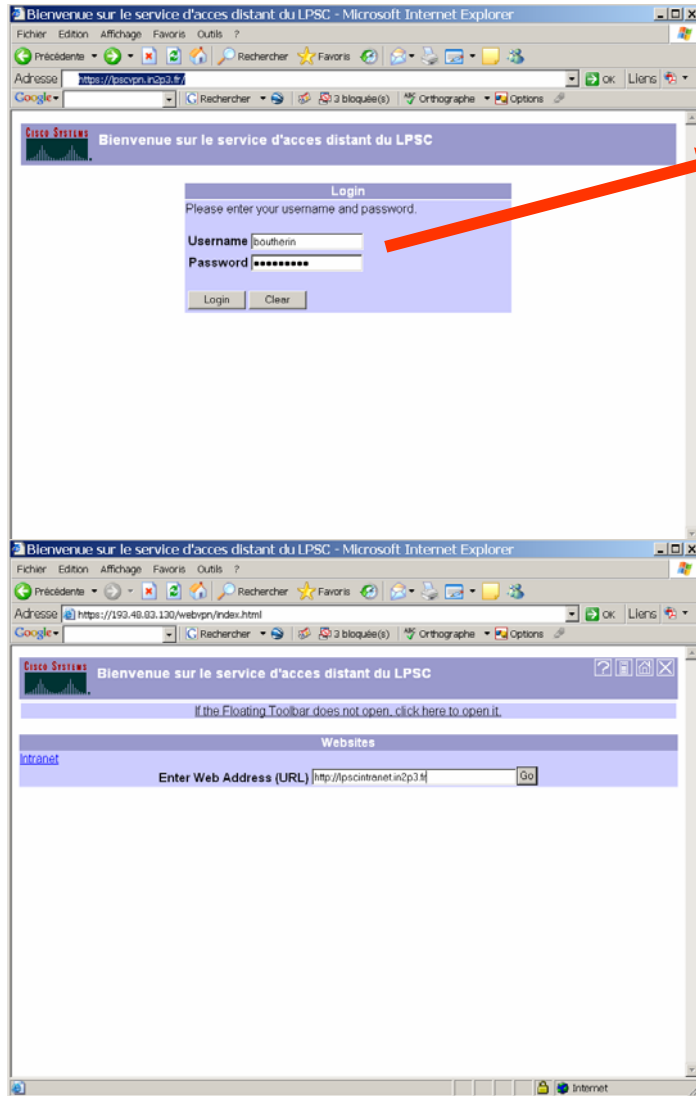 Bienvenue sur le service d'acces distant du LPSC - Microsoft Internet Explorer
Fichier Edition Affichage Favoris Outils ?
Précédente Rechercher Favoris
Adresse https://lpscvpn.in2p3.fr/ OK Liens
Google Rechercher 3 bloquée(s) Orthographe Options
CISCO SYSTEMS Bienvenue sur le service d'acces distant du LPSC
Login
Please enter your username and password.
Username boutherin
Password •••••••••
Login Clear
Bienvenue sur le service d'acces distant du LPSC - Microsoft Internet Explorer
Fichier Edition Affichage Favoris Outils ?
Précédente Rechercher Favoris
Adresse https://193.48.83.130/webvpn/index.html OK Liens
Google Rechercher 3 bloquée(s) Orthographe Options
CISCO SYSTEMS Bienvenue sur le service d'acces distant du LPSC
If the Floating Toolbar does not open, click here to open it.
Websites
Intranet
Enter Web Address (URL) http://lpscintranet.in2p3.fr Go
Internet